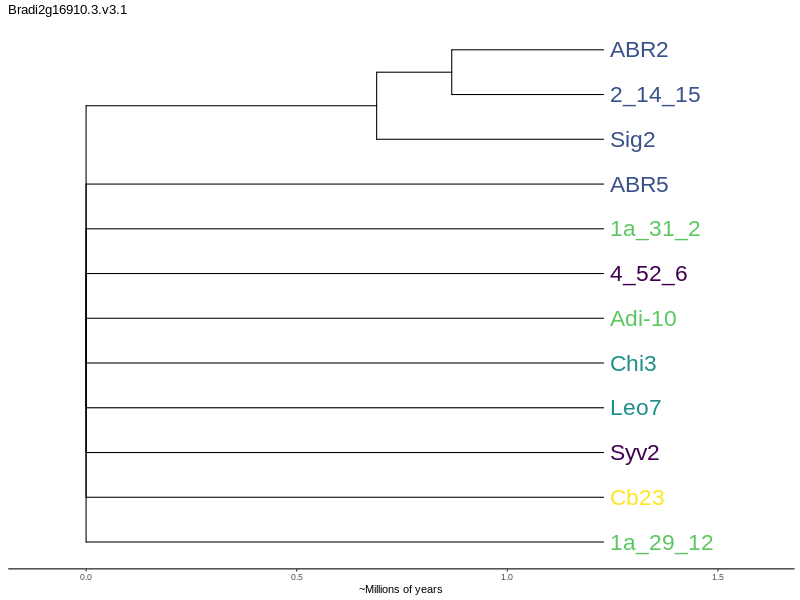 Bradi2g16910.3.v3.1
ABR2
2_14_15
Sig2
ABR5
1a_31_2
4_52_6
Adi-10
Chi3
Leo7
Syv2
Cb23
1a_29_12
0.0 0.5 1.0 1.5
~Millions of years